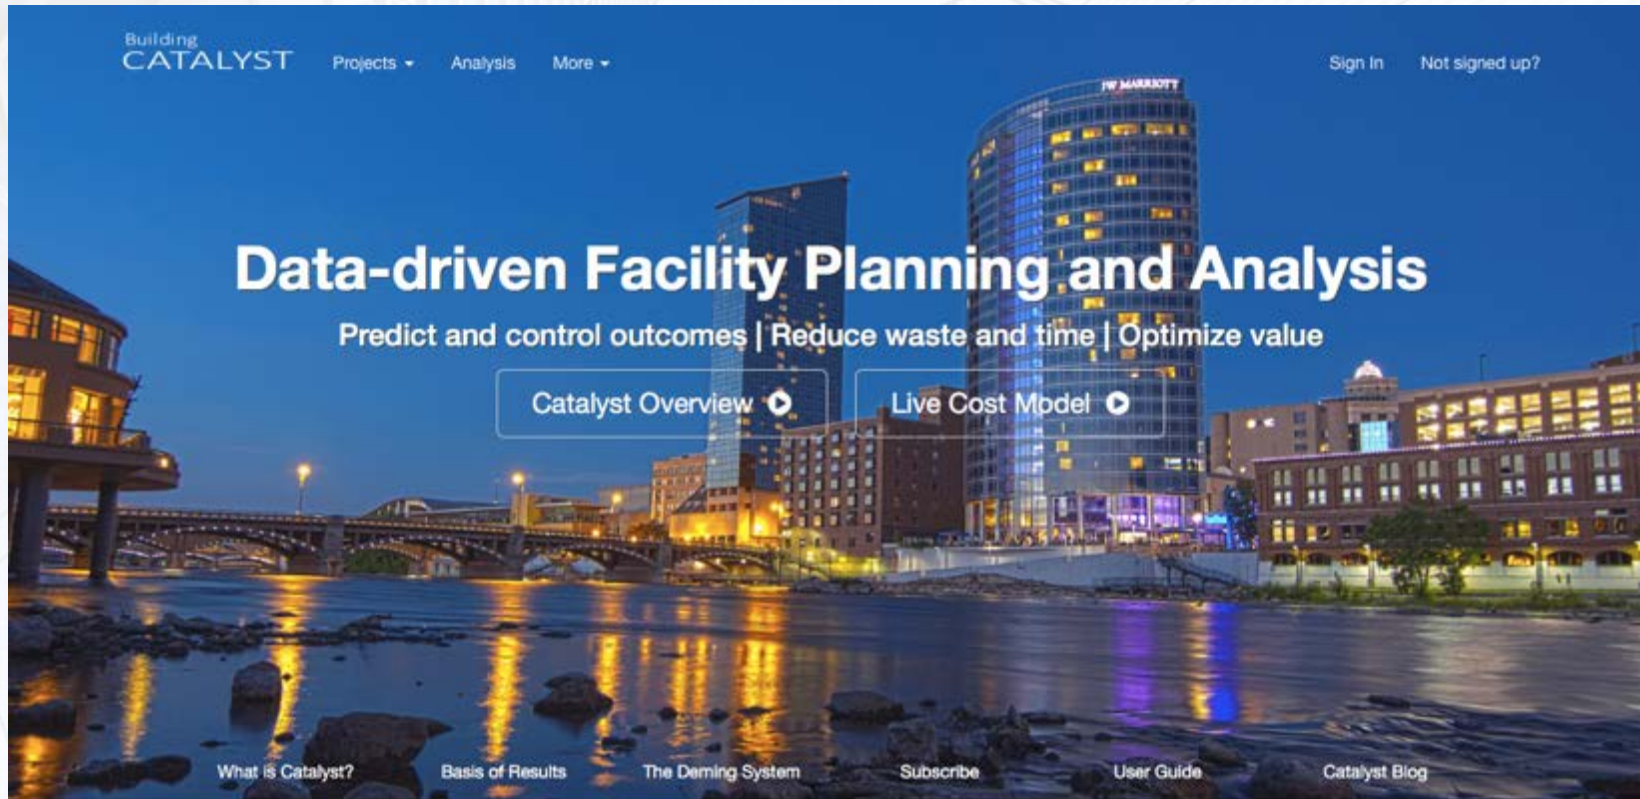 Building
CATALYST
Projects
Analysis
More
Sign In
Not signed up?
JW MARRIOTT
Data-driven Facility Planning and Analysis
Predict and control outcomes | Reduce waste and time | Optimize value
Catalyst Overview
Live Cost Model
What is Catalyst?
Basis of Results
The Deming System
Subscribe
User Guide
Catalyst Blog